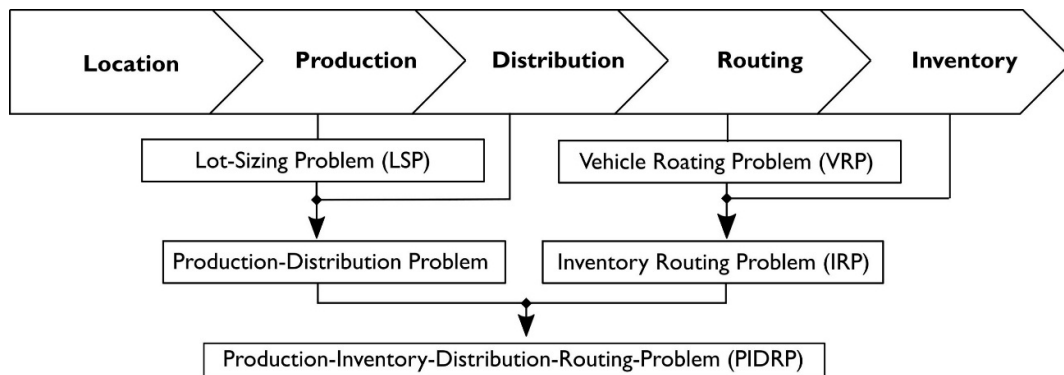 Location
Production
Distribution
Routing
Inventory
Lot-Sizing Problem (LSP)
Vehicle Roating Problem (VRP)
Production-Distribution Problem
Inventory Routing Problem (IRP)
Production-Inventory-Distribution-Routing-Problem (PIDRP)